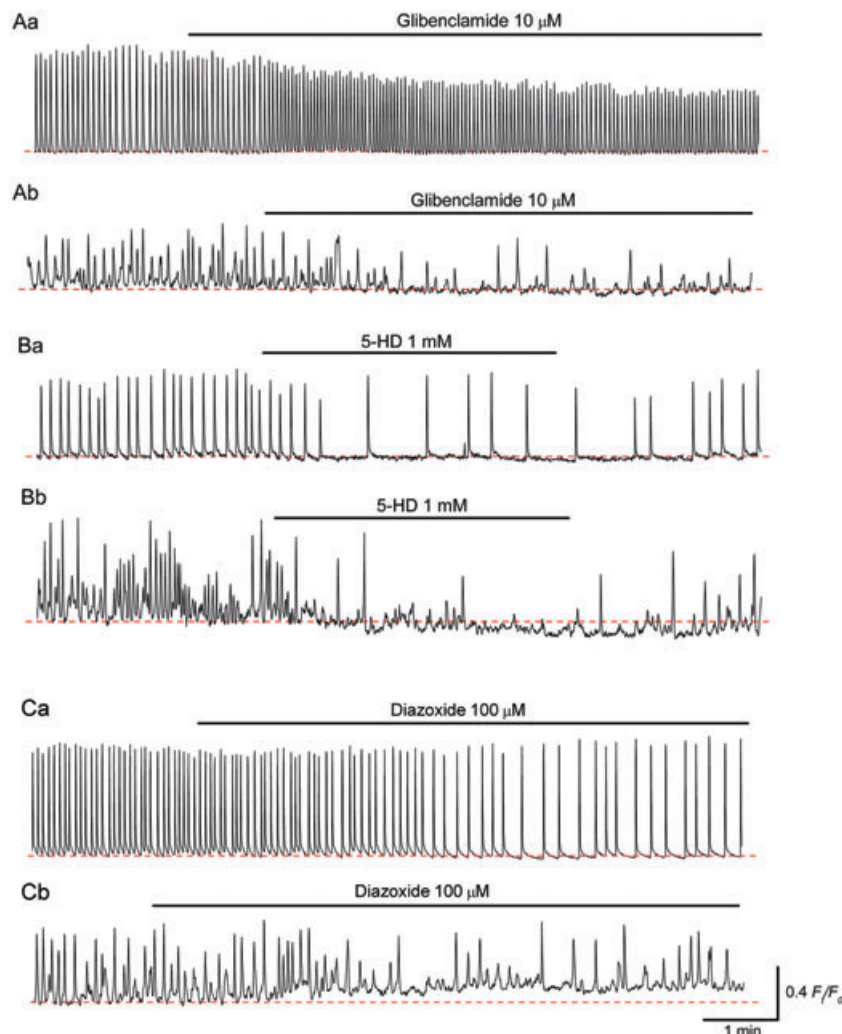 Aa
Glibenclamide 10 μM
Ab
Glibenclamide 10 μM
Ba
5-HD 1 mM
Bb
5-HD 1 mM
Ca
Diazoxide 100 μM
Cb
Diazoxide 100 μM
0.4 F/F₀
1 min